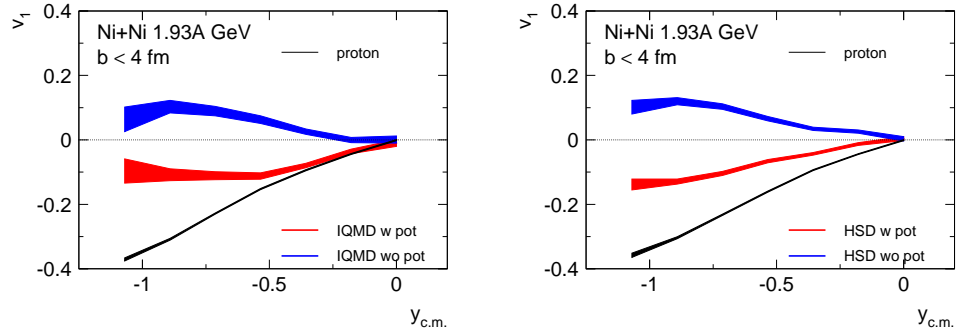 v1
0.4
0.2
0
-0.2
-0.4
Ni+Ni 1.93A GeV
b < 4 fm
proton
IQMD w pot
IQMD wo pot
-1
-0.5
0
yc.m.
v1
0.4
0.2
0
-0.2
-0.4
Ni+Ni 1.93A GeV
b < 4 fm
proton
HSD w pot
HSD wo pot
-1
-0.5
0
yc.m.